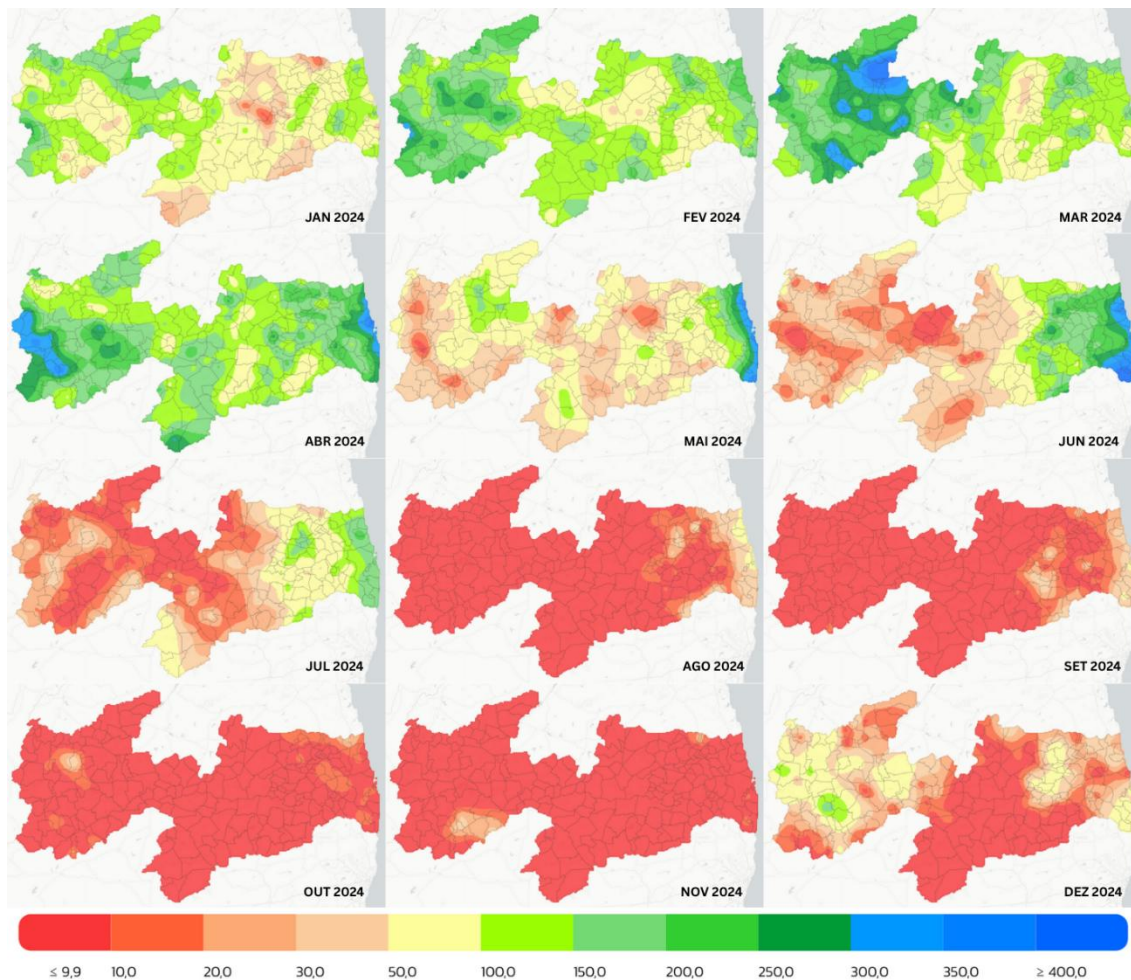 JAN 2024
FEV 2024
MAR 2024
ABR 2024
MAI 2024
JUN 2024
JUL 2024
AGO 2024
SET 2024
OUT 2024
NOV 2024
DEZ 2024
≤ 9,9 10,0 20,0 30,0 50,0 100,0 150,0 200,0 250,0 300,0 350,0 ≥ 400,0